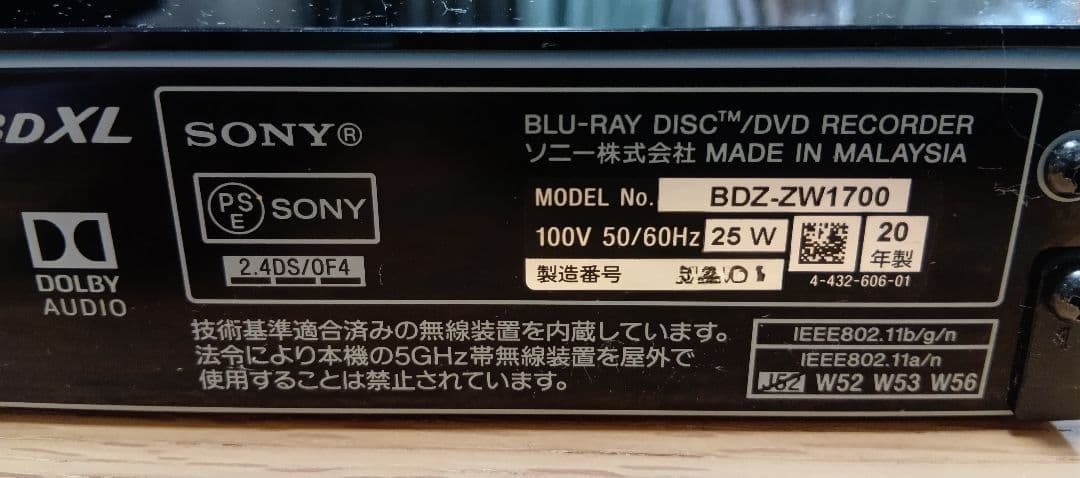 BDXL
SONY®
BLU-RAY DISC™/DVD RECORDER
ソニー株式会社 MADE IN MALAYSIA
PSE SONY
MODEL No. BDZ-ZW1700
100V 50/60Hz 25 W
20年製
2.4DS/OF4
製造番号
4-432-606-01
DOLBY
AUDIO
技術基準適合済みの無線装置を内蔵しています。
法令により本機の5GHz帯無線装置を屋外で
使用することは禁止されています。
IEEE802.11b/g/n
IEEE802.11a/n
J52 W52 W53 W56